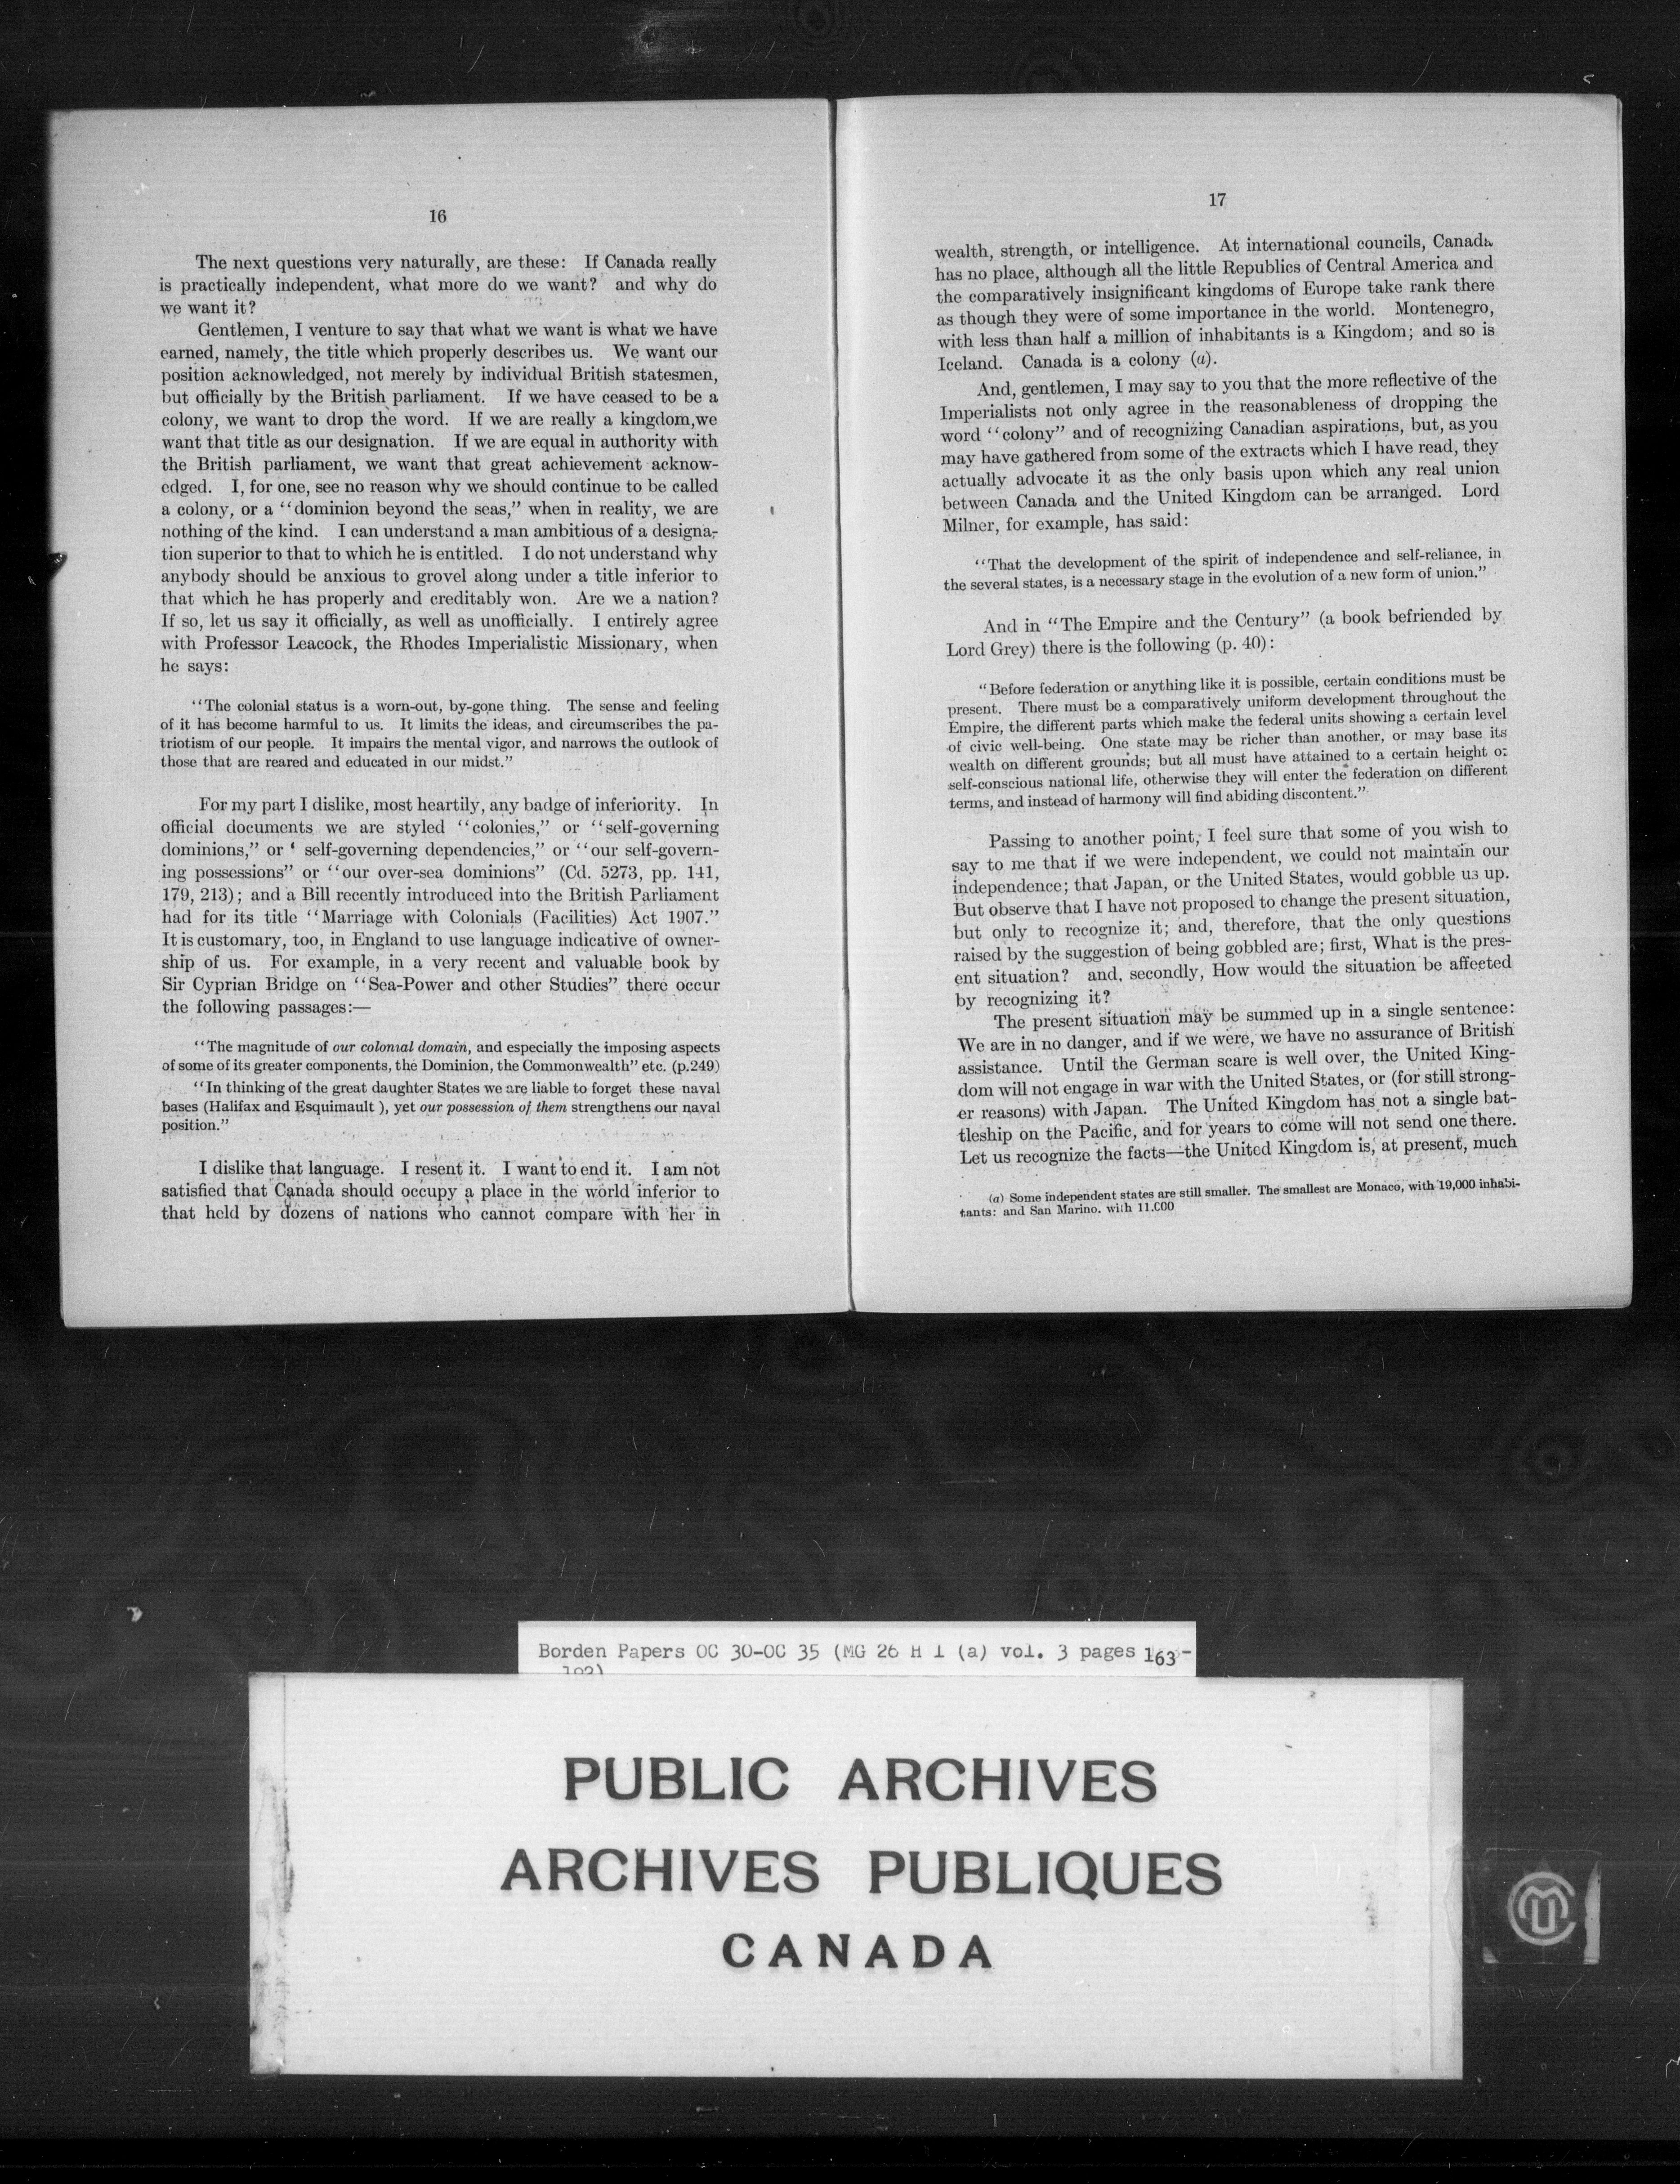 16
The next questions very naturally, are these: If Canada really
is practically independent, what more do we want? and why do
we want it?
Gentlemen, I venture to say that what we want is what we have
earned, namely, the title which properly describes us. We want our
position acknowledged, not merely by individual British statesmen,
but officially by the British parliament. If we have ceased to be a
colony, we want to drop the word. If we are really a kingdom,we
want that title as our designation. If we are equal in authority with
the British parliament, we want that great achievement acknow-
edged. I, for one, see no reason why we should continue to be called
a colony, or a "dominion beyond the seas," when in reality, we are
nothing of the kind. I can understand a man ambitious of a designa-
tion superior to that to which he is entitled. I do not understand why
anybody should be anxious to grovel along under a title inferior to
that which he has properly and creditably won. Are we a nation?
If so, let us say it officially, as well as unofficially. I entirely agree
with Professor Leacock, the Rhodes Imperialistic Missionary, when
he says:
"The colonial status is a worn-out, by-gone thing. The sense and feeling
of it has become harmful to us. It limits the ideas, and circumscribes the pa-
triotism of our people. It impairs the mental vigor, and narrows the outlook of
those that are reared and educated in our midst."
For my part I dislike, most heartily, any badge of inferiority. In
official documents we are styled "colonies," or "self-governing
dominions," or ' self-governing dependencies," or "our self-govern-
ing possessions" or "our over-sea dominions" (Cd. 5273, pp. 141,
179, 213); and a Bill recently introduced into the British Parliament
had for its title "Marriage with Colonials (Facilities) Act 1907."
It is customary, too, in England to use language indicative of owner-
ship of us. For example, in a very recent and valuable book by
Sir Cyprian Bridge on "Sea-Power and other Studies" there occur
the following passages:—
"The magnitude of our colonial domain, and especially the imposing aspects
of some of its greater components, the Dominion, the Commonwealth" etc. (p.249)
"In thinking of the great daughter States we are liable to forget these naval
bases (Halifax and Esquimault ), yet our possession of them strengthens our naval
position."
I dislike that language. I resent it. I want to end it. I am not
satisfied that Canada should occupy a place in the world inferior to
that held by dozens of nations who cannot compare with her in
17
wealth, strength, or intelligence. At international councils, Canada
has no place, although all the little Republics of Central America and
the comparatively insignificant kingdoms of Europe take rank there
as though they were of some importance in the world. Montenegro,
with less than half a million of inhabitants is a Kingdom; and so is
Iceland. Canada is a colony (a).
And, gentlemen, I may say to you that the more reflective of the
Imperialists not only agree in the reasonableness of dropping the
word "colony" and of recognizing Canadian aspirations, but, as you
may have gathered from some of the extracts which I have read, they
actually advocate it as the only basis upon which any real union
between Canada and the United Kingdom can be arranged. Lord
Milner, for example, has said:
"That the development of the spirit of independence and self-reliance, in
the several states, is a necessary stage in the evolution of a new form of union."
And in "The Empire and the Century" (a book befriended by
Lord Grey) there is the following (p. 40):
"Before federation or anything like it is possible, certain conditions must be
present. There must be a comparatively uniform development throughout the
Empire, the different parts which make the federal units showing a certain level
of civic well-being. One state may be richer than another, or may base its
wealth on different grounds; but all must have attained to a certain height o:
self-conscious national life, otherwise they will enter the federation on different
terms, and instead of harmony will find abiding discontent."
Passing to another point, I feel sure that some of you wish to
say to me that if we were independent, we could not maintain our
independence; that Japan, or the United States, would gobble us up.
But observe that I have not proposed to change the present situation,
but only to recognize it; and, therefore, that the only questions
raised by the suggestion of being gobbled are; first, What is the pres-
ent situation? and, secondly, How would the situation be affected
by recognizing it?
The present situation may be summed up in a single sentence:
We are in no danger, and if we were, we have no assurance of British
assistance. Until the German scare is well over, the United King-
dom will not engage in war with the United States, or (for still strong-
er reasons) with Japan. The United Kingdom has not a single bat-
tleship on the Pacific, and for years to come will not send one there.
Let us recognize the facts—the United Kingdom is, at present, much
(a) Some independent states are still smaller. The smallest are Monaco, with 19,000 inhabi-
tants: and San Marino. with 11.000
Borden Papers OC 30-OC 35 (MG 26 H 1 (a) vol. 3 pages 163-
PUBLIC ARCHIVES
ARCHIVES PUBLIQUES
CANADA